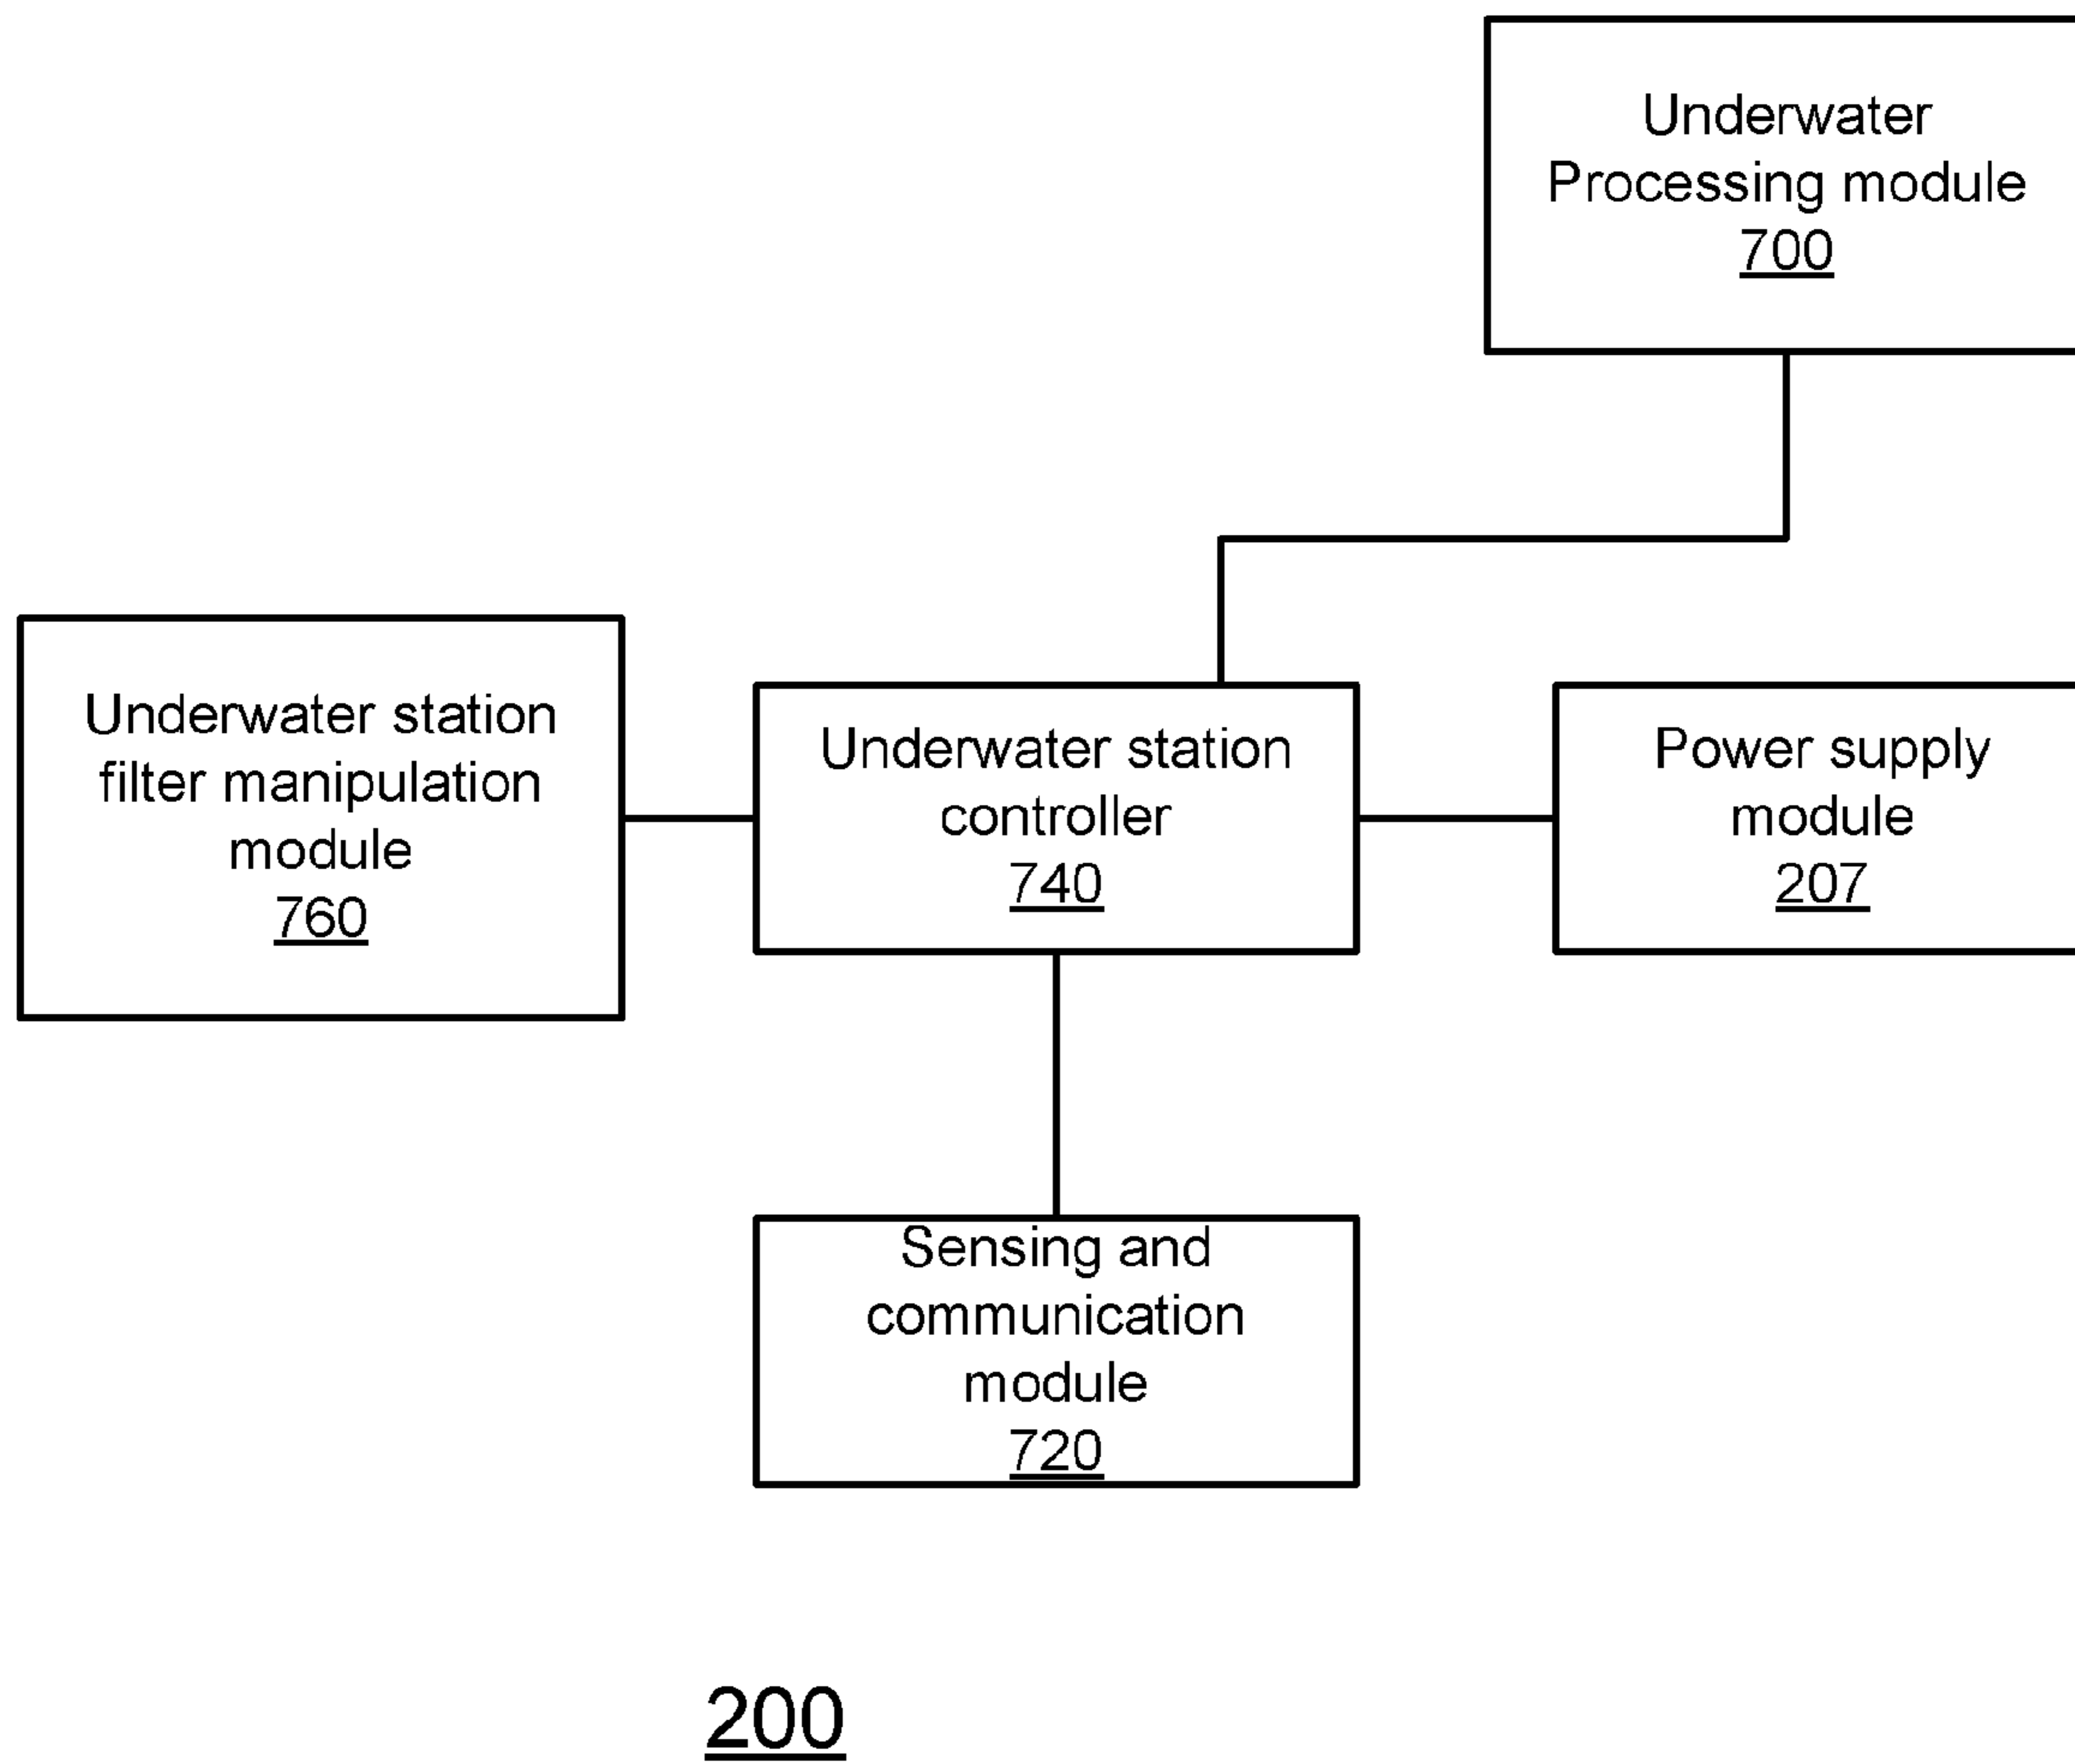 Underwater
Processing module
700
Underwater station
filter manipulation
module
760
Underwater station
controller
740
Power supply
module
207
Sensing and
communication
module
720
200